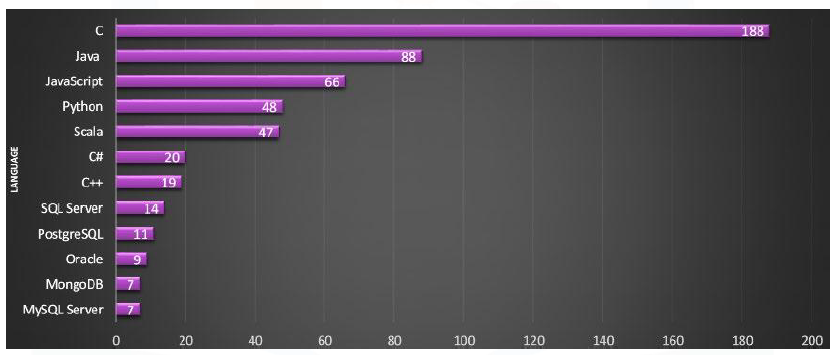 C 188
Java 88
JavaScript 66
Python 48
Scala 47
C# 20
C++ 19
SQL Server 14
PostgreSQL 11
Oracle 9
MongoDB 7
MySQL Server 7
LANGUAGE
0 20 40 60 80 100 120 140 160 180 200